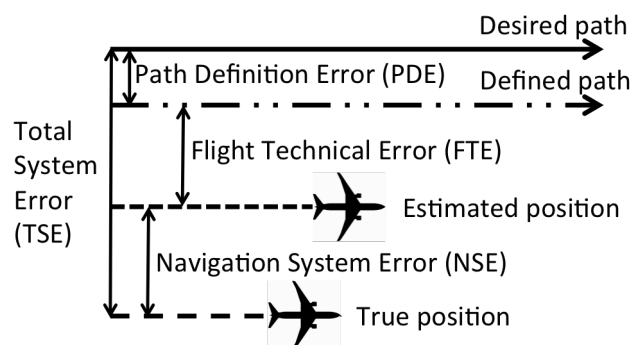 Desired path
Path Definition Error (PDE)
Defined path
Total
System
Error
(TSE)
Flight Technical Error (FTE)
Estimated position
Navigation System Error (NSE)
True position